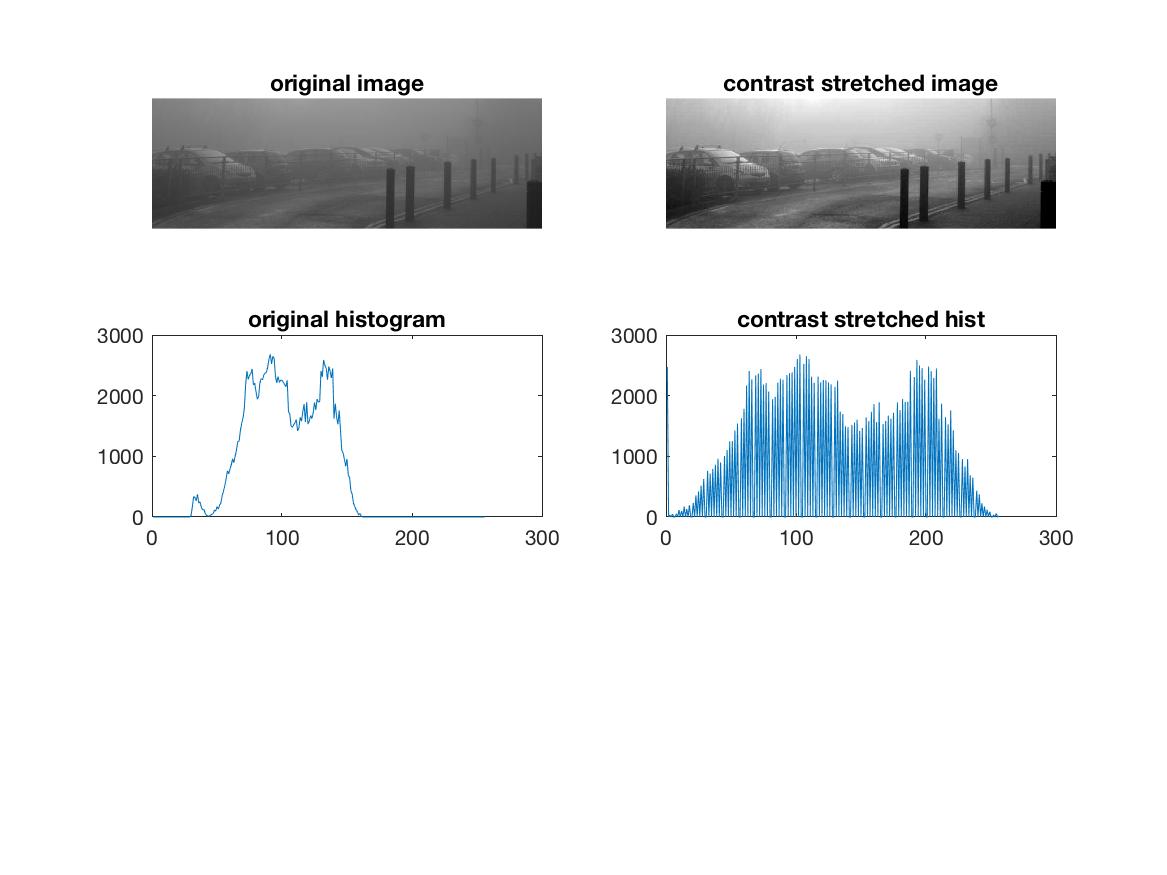 original image
contrast stretched image
original histogram
contrast stretched hist
3000
2000
1000
0
0 100 200 300
3000
2000
1000
0
0 100 200 300